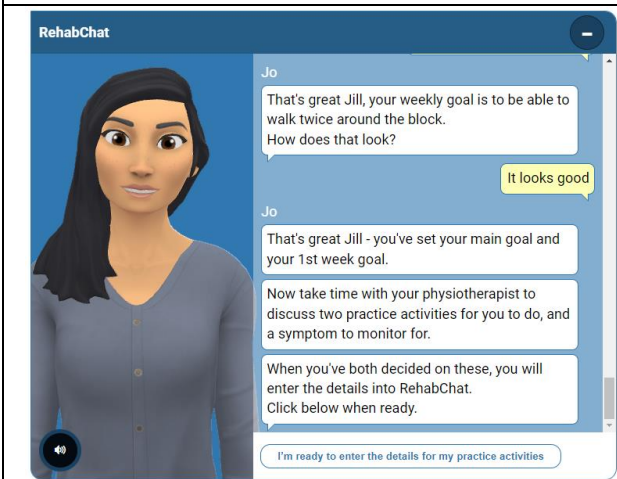 RehabChat
Jo
That's great Jill, your weekly goal is to be able to
walk twice around the block.
How does that look?
It looks good
Jo
That's great Jill - you've set your main goal and
your 1st week goal.
Now take time with your physiotherapist to
discuss two practice activities for you to do, and
a symptom to monitor for.
When you've both decided on these, you will
enter the details into RehabChat.
Click below when ready.
I'm ready to enter the details for my practice activities